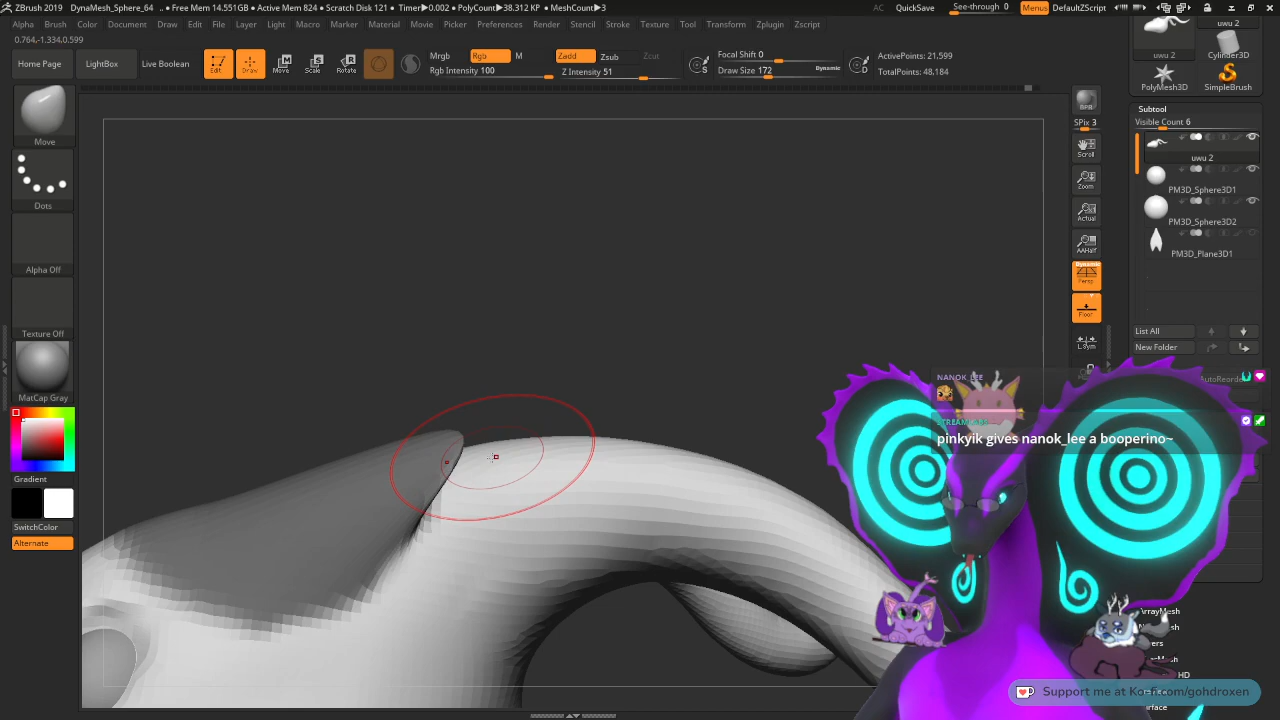 ZBrush 2019 DynaMesh_Sphere_64 .. • Free Mem 14.551GB • Active Mem 824 • Scratch Disk 121 • Timer▶0.002 • PolyCount▶38.312 KP • MeshCount▶3 AC QuickSave See-through 0 Menus DefaultZScript
Alpha Brush Color Document Draw Edit File Layer Light Macro Marker Material Movie Picker Preferences Render Stencil Stroke Texture Tool Transform Zplugin Zscript
0.764,-1.334,0.599
Home Page LightBox Live Boolean Edit Draw Move Scale Rotate
Mrgb Rgb M
Rgb Intensity 100
Zadd Zsub Zcut
Z Intensity 51
S
Focal Shift 0
Draw Size 172 Dynamic
D
ActivePoints: 21,599
TotalPoints: 48,184
Move
Dots
Alpha Off
Texture Off
MatCap Gray
Gradient
SwitchColor
Alternate
BPR
SPix 3
Scroll
Zoom
Actual
AAHalf
Dynamic
Persp
Floor
L.Sym
uwu 2
uwu 2 Cylinder3D
PolyMesh3D SimpleBrush
Subtool
Visible Count 6
uwu 2
PM3D_Sphere3D1
PM3D_Sphere3D2
PM3D_Plane3D1
List All
New Folder
AutoReorder
NANOK_LEE
pinkyik gives nanok_lee a booperino~
ArrayMesh
HD
Support me at Ko-fi.com/gohdroxen